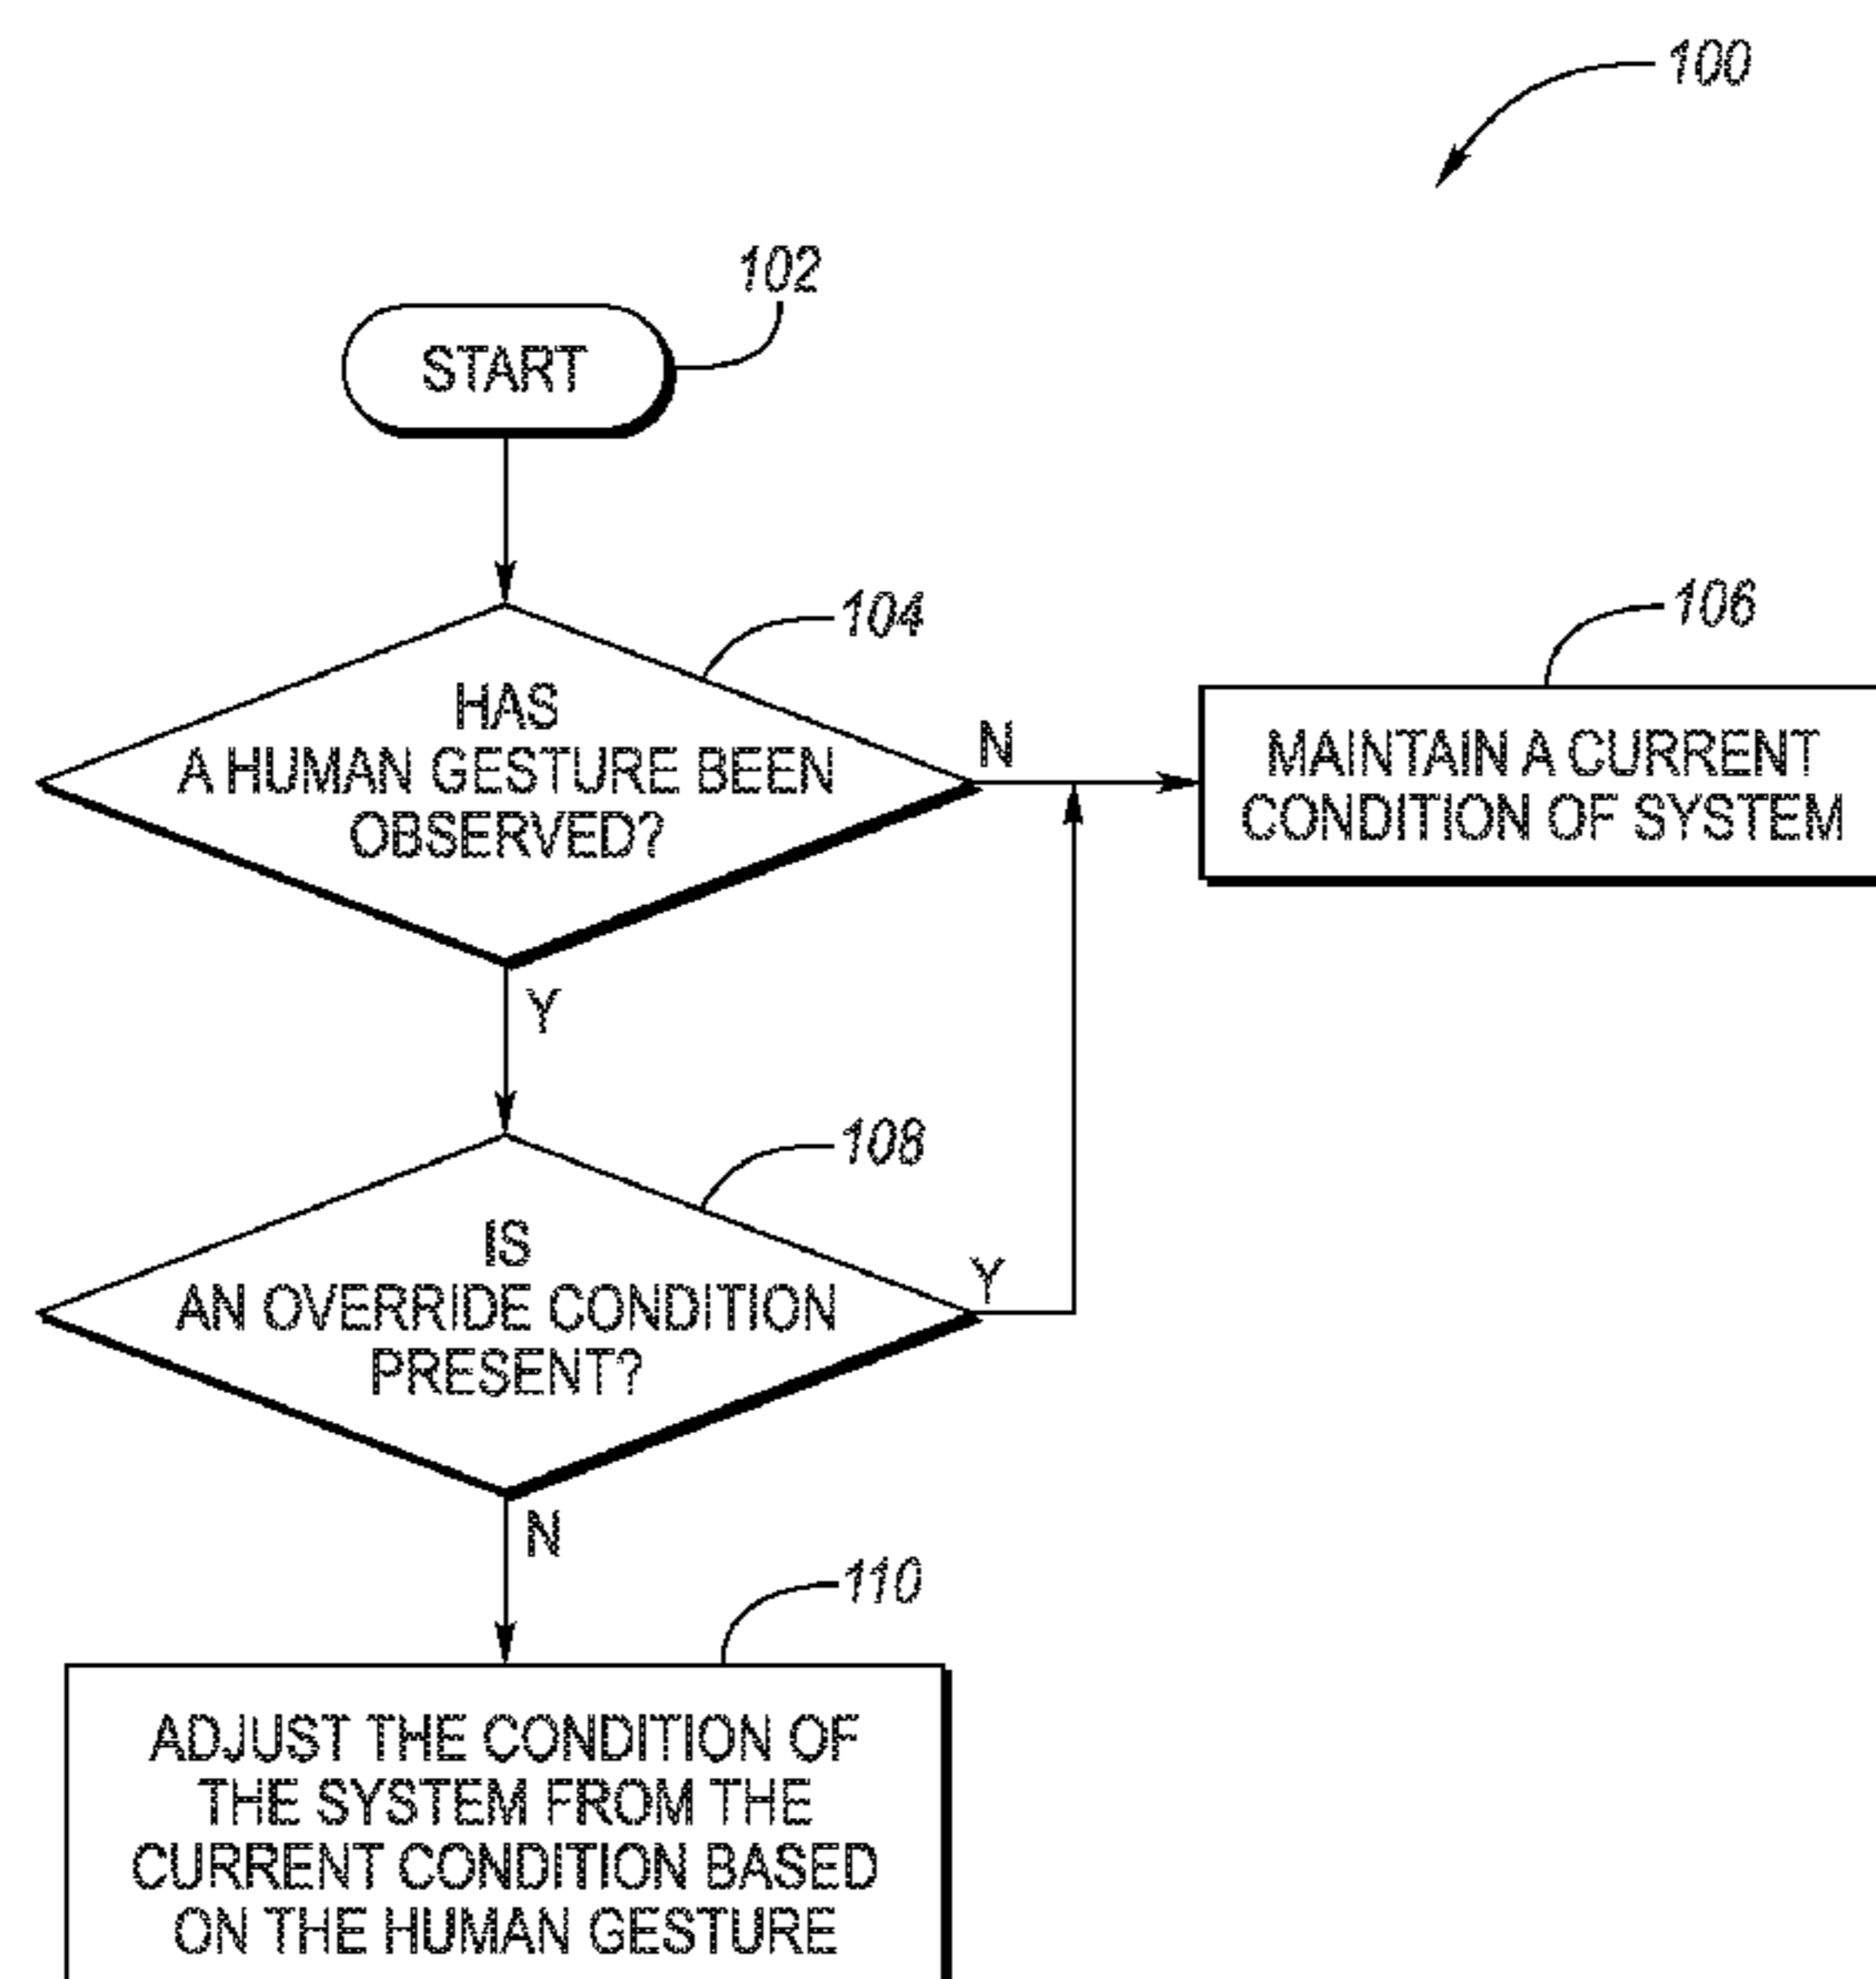 100
102
START
104
HAS
A HUMAN GESTURE BEEN
OBSERVED?
N
106
MAINTAIN A CURRENT
CONDITION OF SYSTEM
Y
108
IS
AN OVERRIDE CONDITION
PRESENT?
Y
N
110
ADJUST THE CONDITION OF
THE SYSTEM FROM THE
CURRENT CONDITION BASED
ON THE HUMAN GESTURE